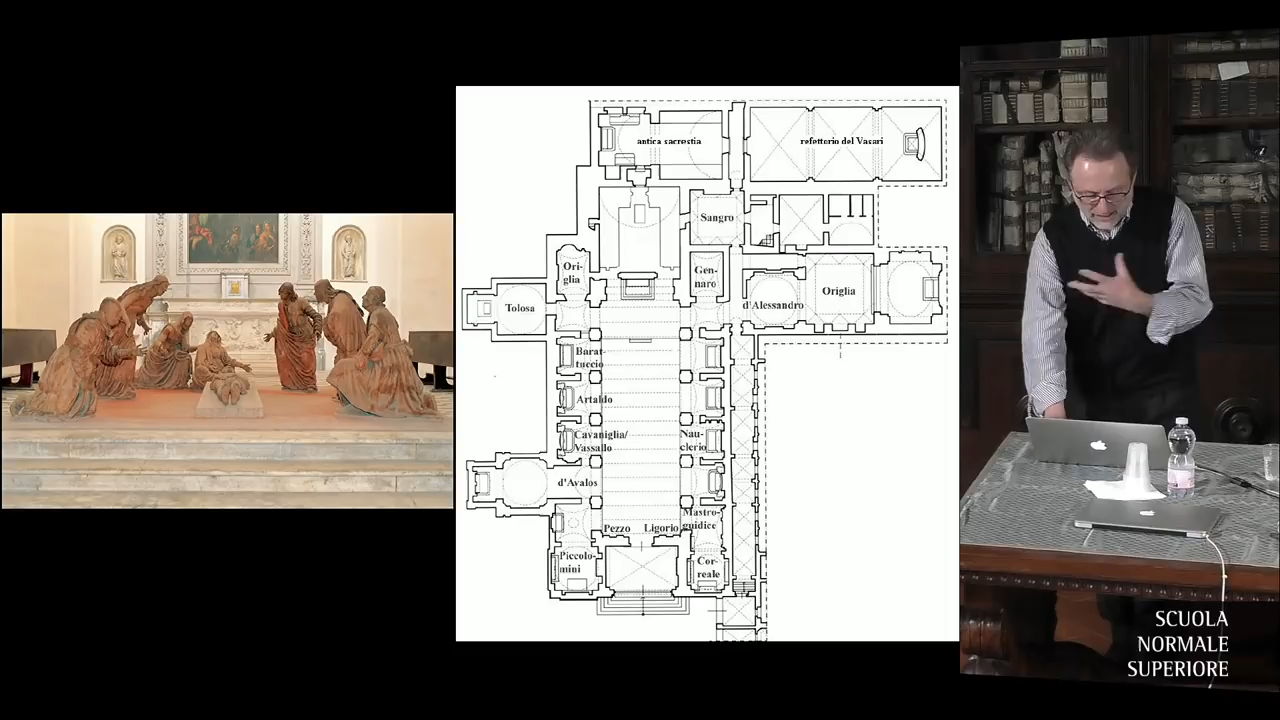 antica sacrestia
refettorio del Vasari
Sangro
Ori-
glia
Gen-
naro
Tolosa
d'Alessandro
Origlia
Barat-
tuccio
Artaldo
Cavaniglia/
Vassallo
Nau-
clerio
d'Avalos
Mastro-
guidice
Pezzo
Ligorio
Piccolo-
mini
Cor-
reale
SCUOLA
NORMALE
SUPERIORE